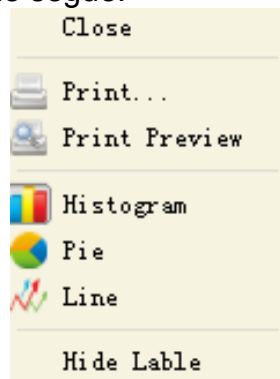 Close
Print...
Print Preview
Histogram
Pie
Line
Hide Lable